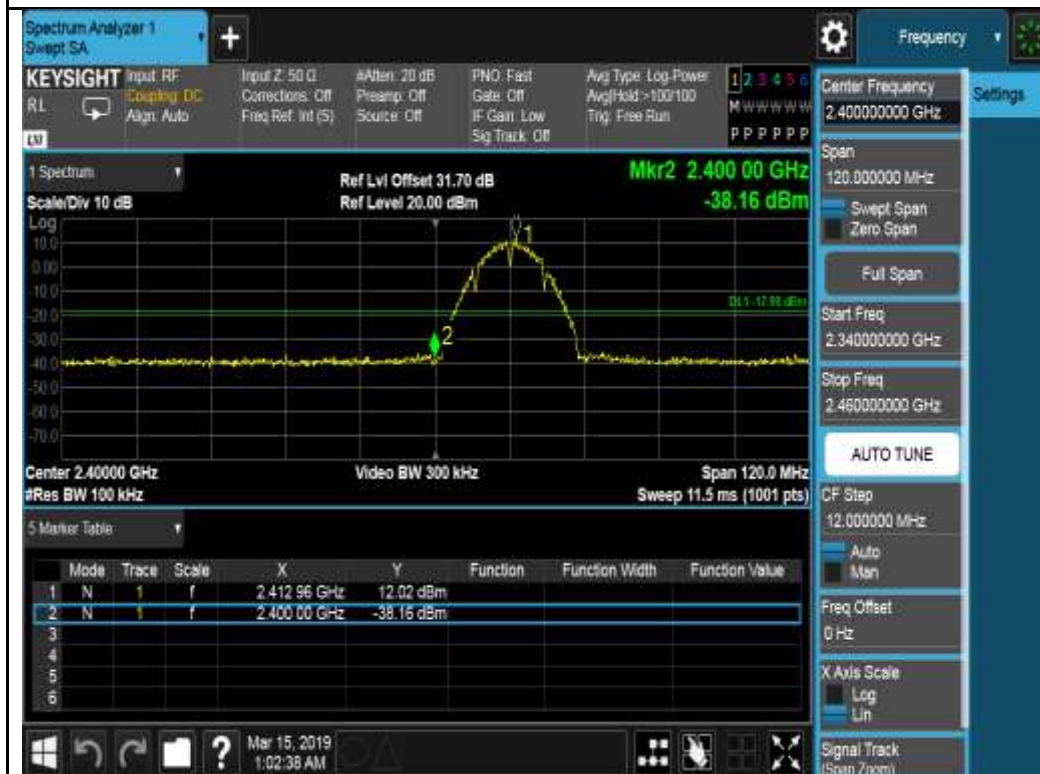 Spectrum Analyzer 1
Swept SA
+
Frequency
KEYSIGHT Input: RF
RL
Coupling: DC
Align: Auto
LXI
Input Z: 50 Ω
Corrections: Off
Freq Ref: Int (S)
#Atten: 20 dB
Preamp: Off
Source: Off
PNO: Fast
Gate: Off
IF Gain: Low
Sig Track: Off
Avg Type: Log-Power
Avg|Hold:>100/100
Trig: Free Run
1 2 3 4 5 6
M W W W W W
P P P P P P
1 Spectrum
Scale/Div 10 dB
Ref Lvl Offset 31.70 dB
Ref Level 20.00 dBm
Mkr2 2.400 00 GHz
-38.16 dBm
Log
10.0
0.00
-10.0
-20.0
-30.0
-40.0
-50.0
-60.0
-70.0
1
2
DL1 -17.98 dBm
Center 2.40000 GHz
#Res BW 100 kHz
Video BW 300 kHz
Span 120.0 MHz
Sweep 11.5 ms (1001 pts)
5 Marker Table
Mode Trace Scale X Y Function Function Width Function Value
1 N 1 f 2.412 96 GHz 12.02 dBm
2 N 1 f 2.400 00 GHz -38.16 dBm
3
4
5
6
?
Mar 15, 2019
1:02:38 AM
Center Frequency
2.400000000 GHz
Settings
Span
120.000000 MHz
Swept Span
Zero Span
Full Span
Start Freq
2.340000000 GHz
Stop Freq
2.460000000 GHz
AUTO TUNE
CF Step
12.000000 MHz
Auto
Man
Freq Offset
0 Hz
X Axis Scale
Log
Lin
Signal Track
(Span Zoom)